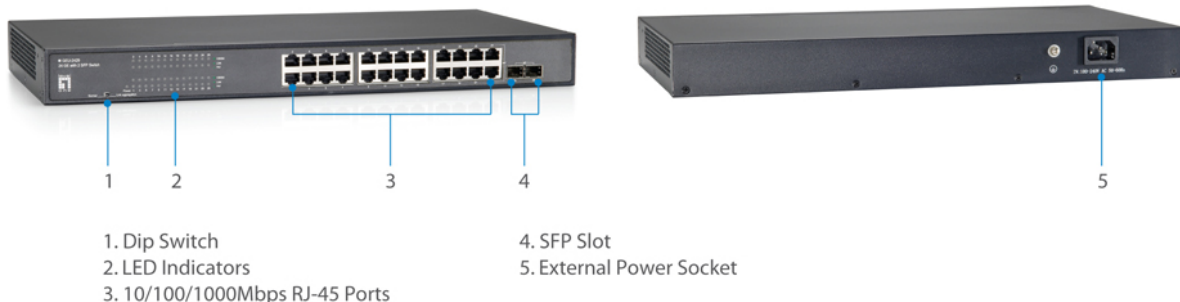 1
2
3
4
5
1. Dip Switch
2. LED Indicators
3. 10/100/1000Mbps RJ-45 Ports
4. SFP Slot
5. External Power Socket